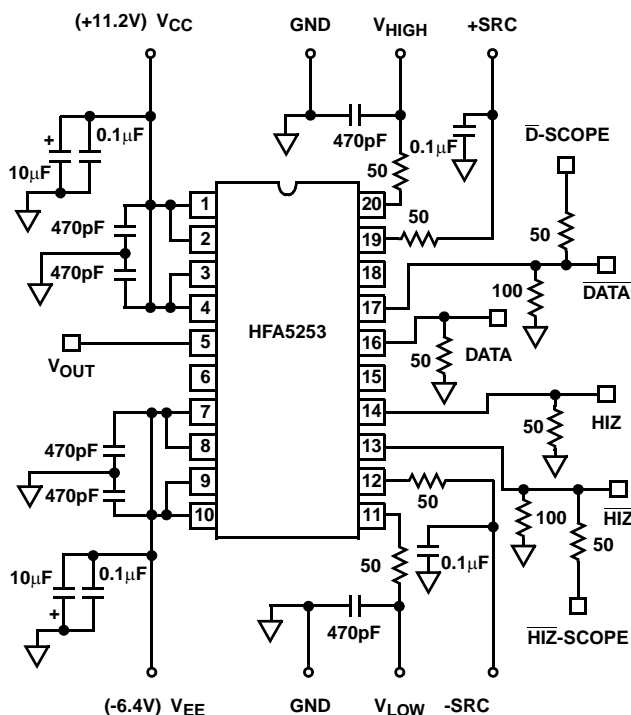 (+11.2V) VCC
GND
VHIGH
+SRC
+
0.1µF
10µF
470pF
0.1µF
D̅-SCOPE
50
470pF
470pF
1
2
3
4
5
6
7
8
9
10
HFA5253
20
19
18
17
16
15
14
13
12
11
50
50
100
D̅A̅T̅A̅
VOUT
50
DATA
50
HIZ
470pF
470pF
50
100
H̅I̅Z̅
50
10µF
0.1µF
+
50
0.1µF
470pF
H̅I̅Z̅-SCOPE
(-6.4V) VEE
GND
VLOW
-SRC